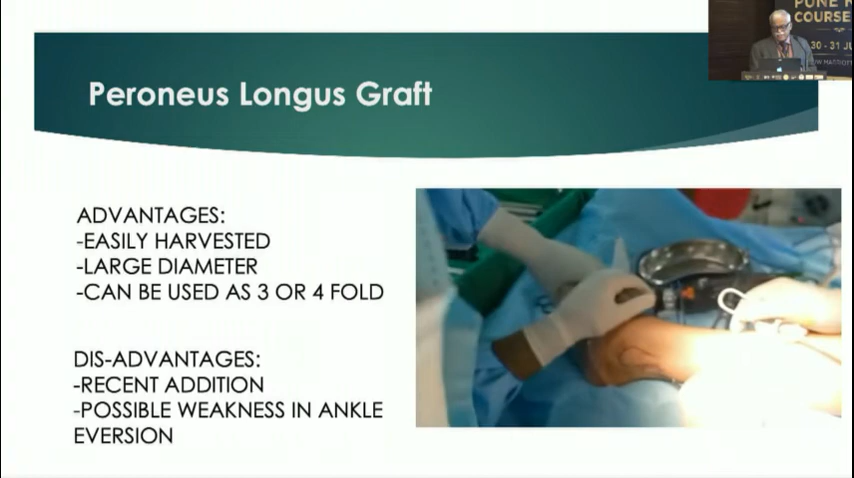 PUNE
COURSE
30 - 31 JU
Peroneus Longus Graft
ADVANTAGES:
-EASILY HARVESTED
-LARGE DIAMETER
-CAN BE USED AS 3 OR 4 FOLD
DIS-ADVANTAGES:
-RECENT ADDITION
-POSSIBLE WEAKNESS IN ANKLE
EVERSION